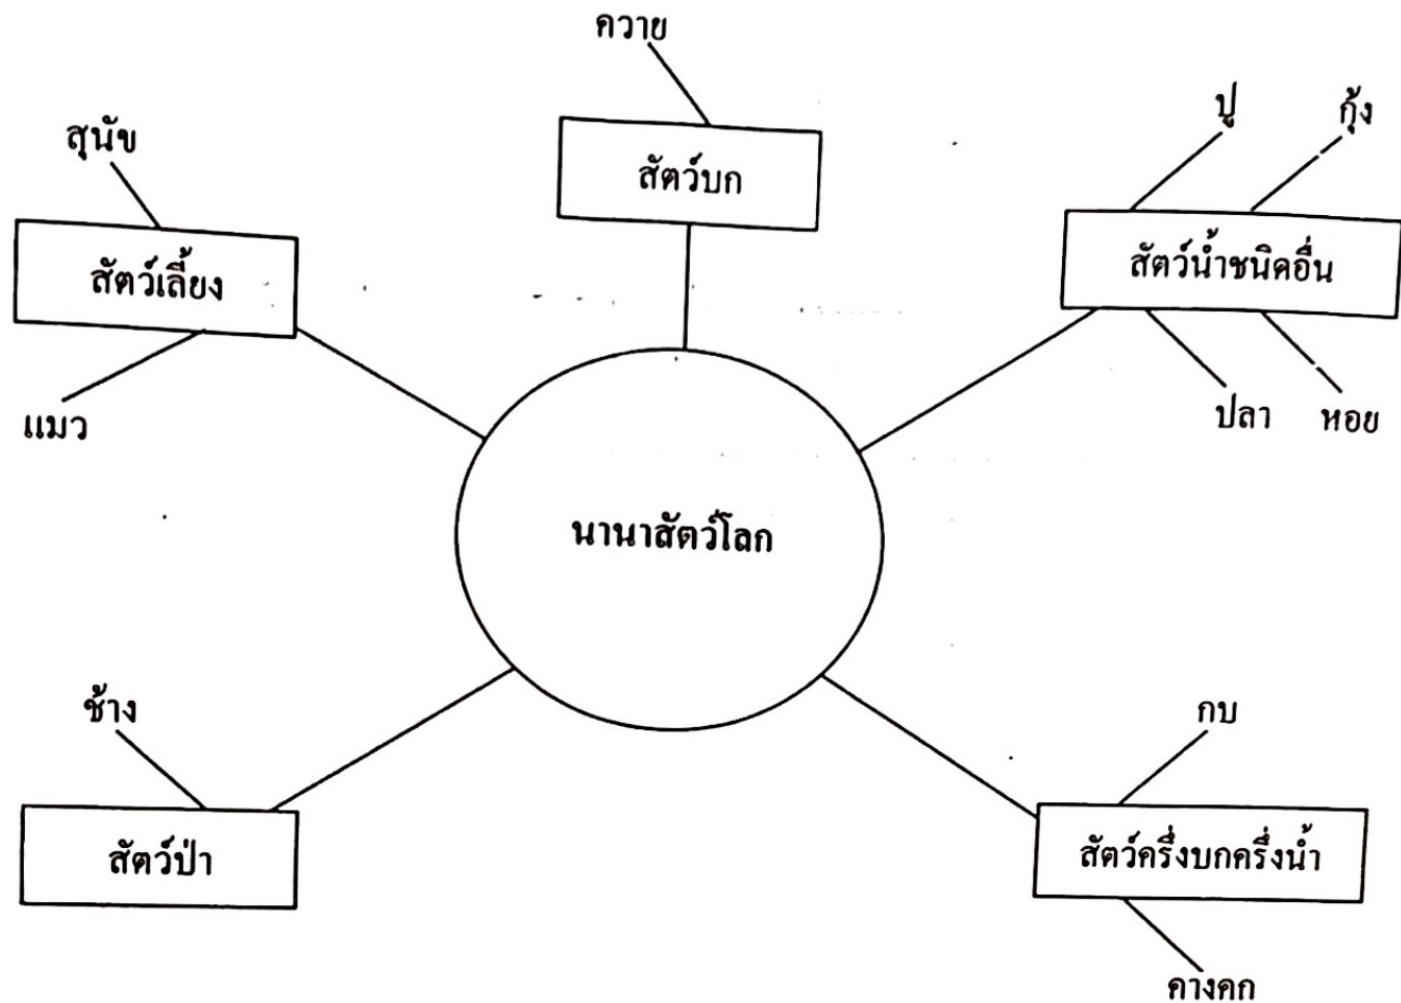 ควาย
สัตว์บก
สุนัข
สัตว์เลี้ยง
แมว
ปู
กุ้ง
สัตว์น้ำชนิดอื่น
ปลา
หอย
นานาสัตว์โลก
ช้าง
สัตว์ป่า
กบ
สัตว์ครึ่งบกครึ่งน้ำ
คางคก